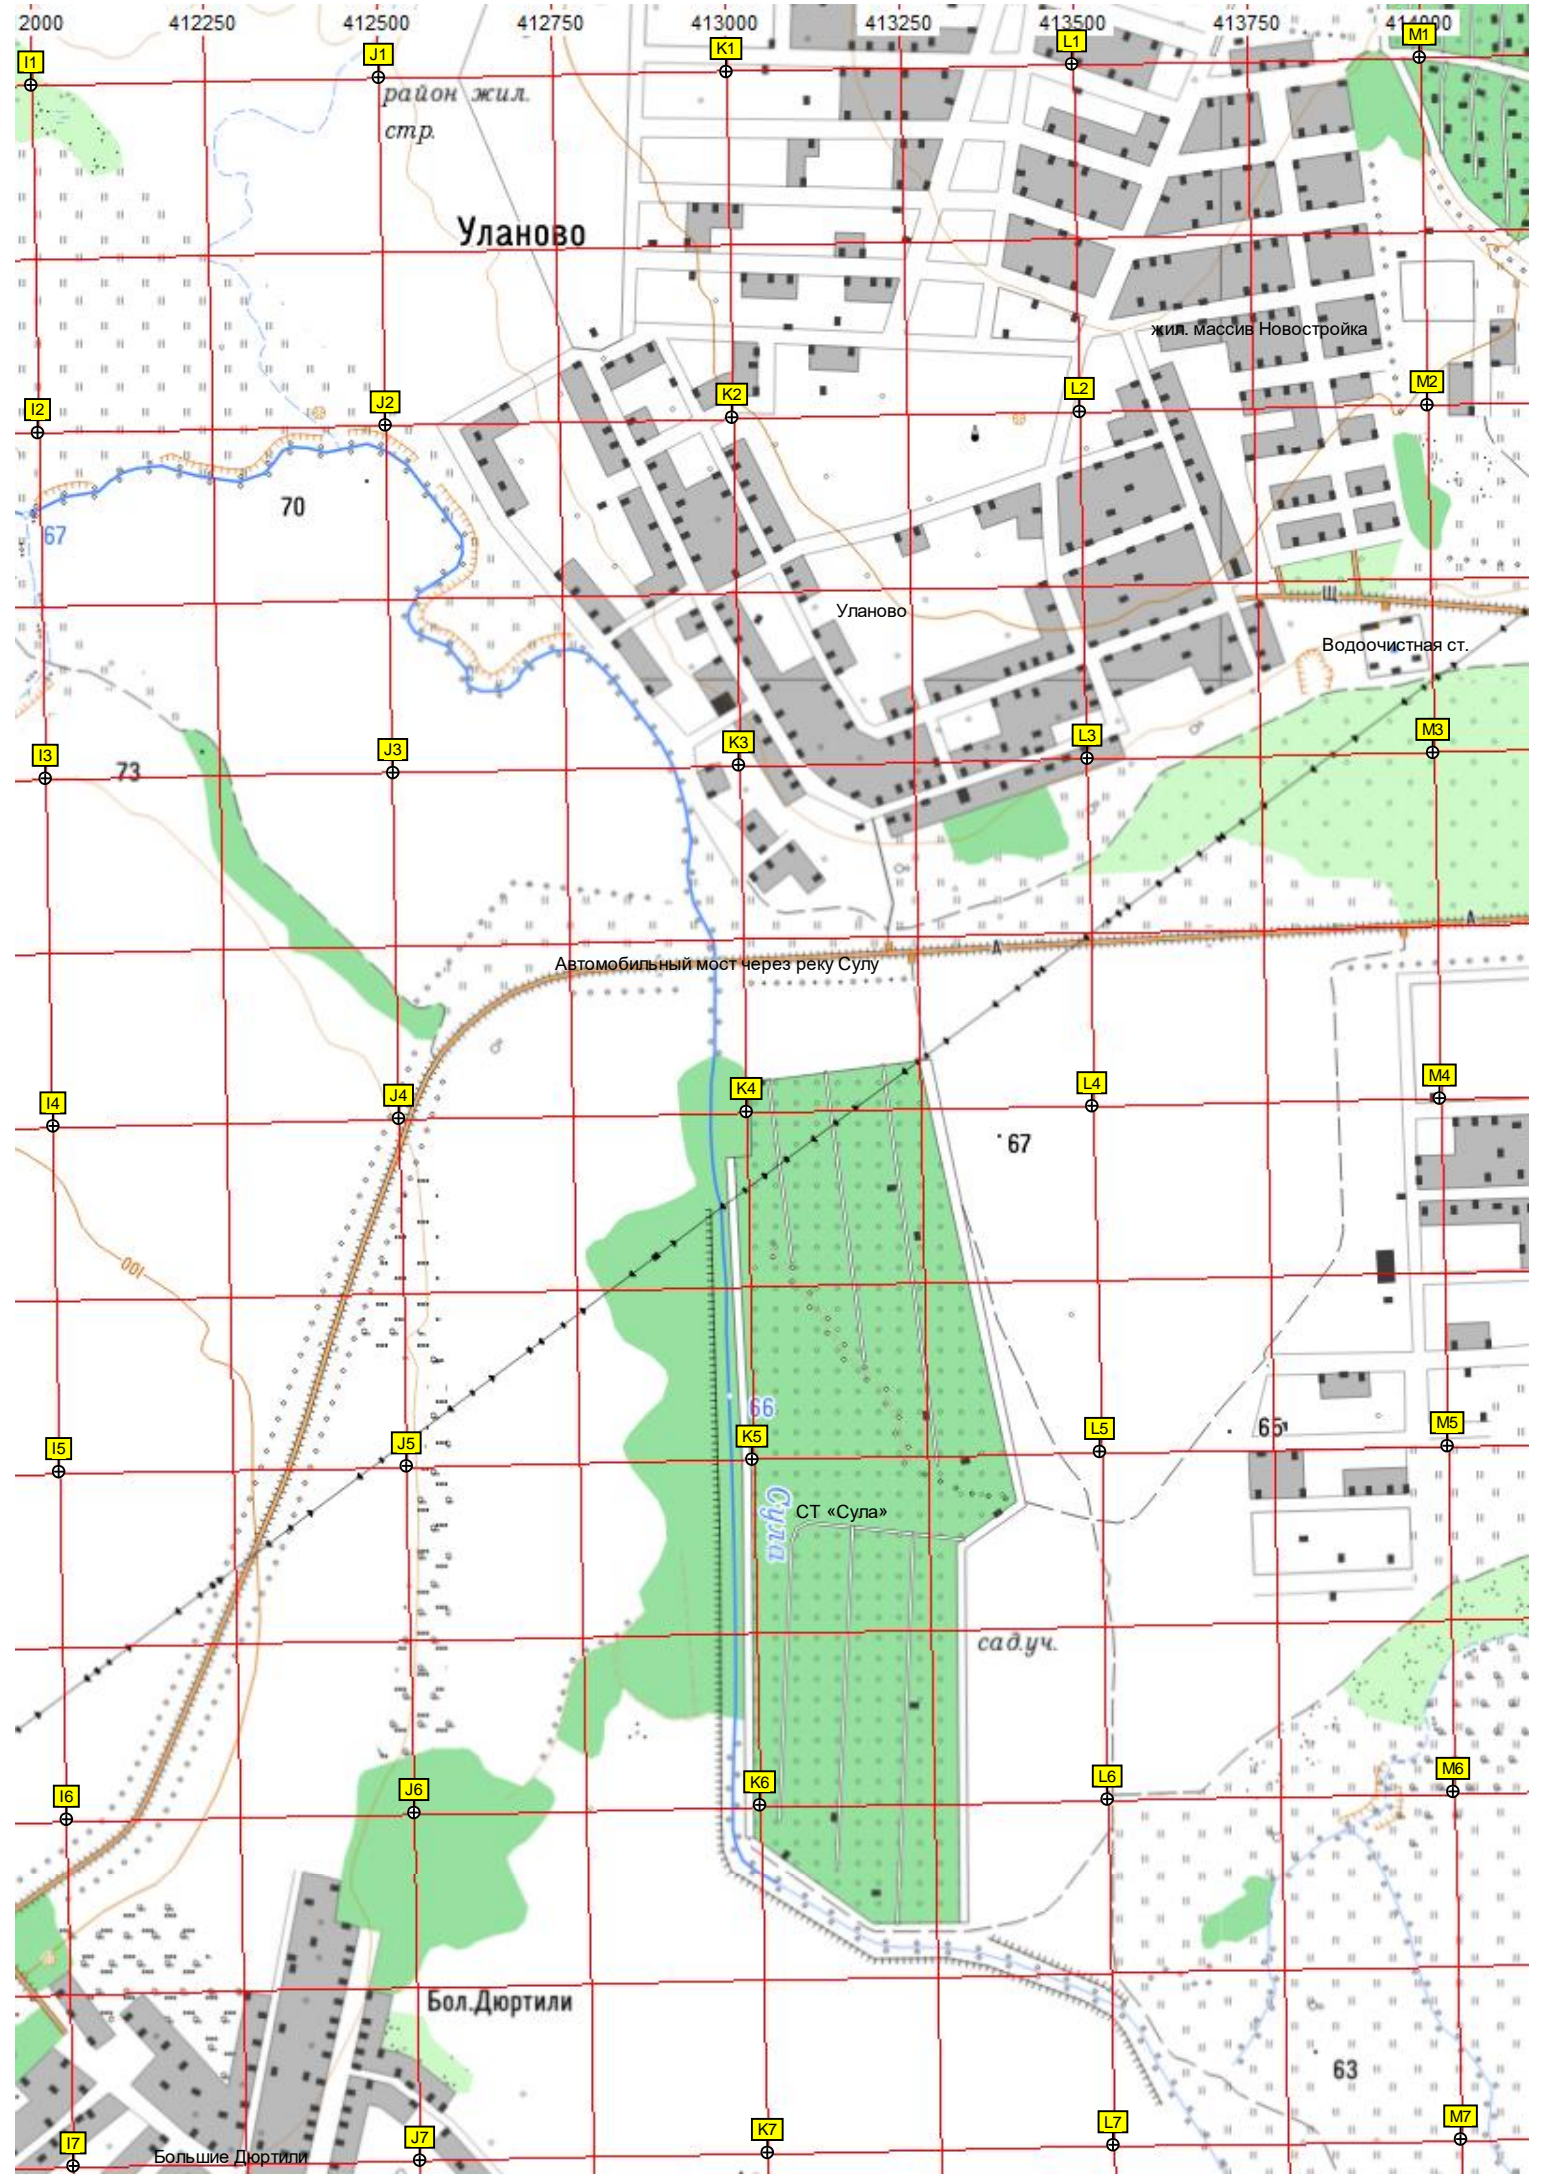 2000 412250 412500 412750 413000 413250 413500 413750 414000
I1 J1 K1 L1 M1
район жил.
стр.
Уланово
жил. массив Новостройка
I2 J2 K2 L2 M2
70
67
Уланово
Щ
Водоочистная ст.
I3 J3 K3 L3 M3
73
А
А
Автомобильный мост через реку Сулу
I4 J4 K4 L4 M4
67
100
66
65
I5 J5 K5 L5 M5
Сула
СТ «Сула»
сад.уч.
I6 J6 K6 L6 M6
Бол.Дюртили
63
I7 J7 K7 L7 M7
Большие Дюртили